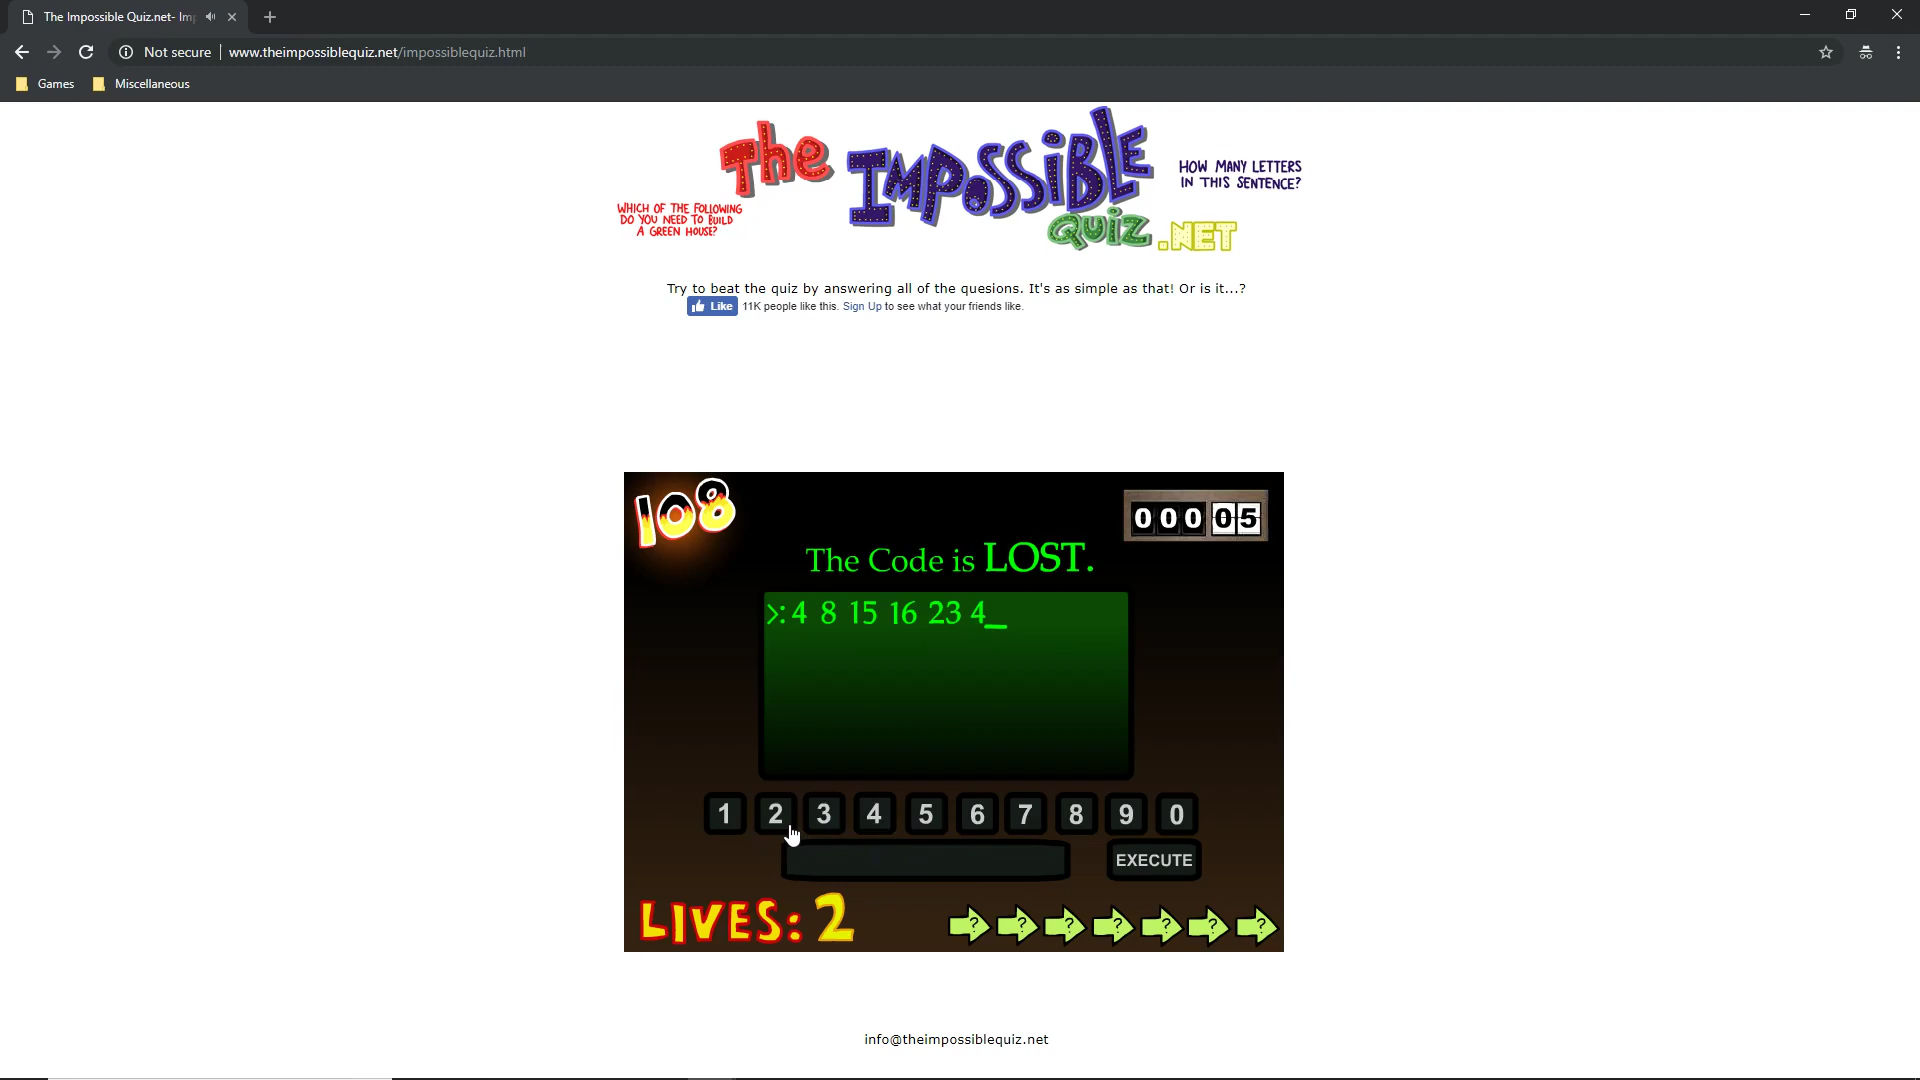 The Impossible Quiz.net- Imp
Not secure
www.theimpossiblequiz.net/impossiblequiz.html
Games
Miscellaneous
The IMPOSSIBLE QUIZ .NET
WHICH OF THE FOLLOWING
DO YOU NEED TO BUILD
A GREEN HOUSE?
HOW MANY LETTERS
IN THIS SENTENCE?
Try to beat the quiz by answering all of the quesions. It's as simple as that! Or is it...?
Like 11K people like this. Sign Up to see what your friends like.
108
000 05
The Code is LOST.
>:4 8 15 16 23 4_
1 2 3 4 5 6 7 8 9 0
EXECUTE
LIVES: 2
? ? ? ? ? ? ?
info@theimpossiblequiz.net